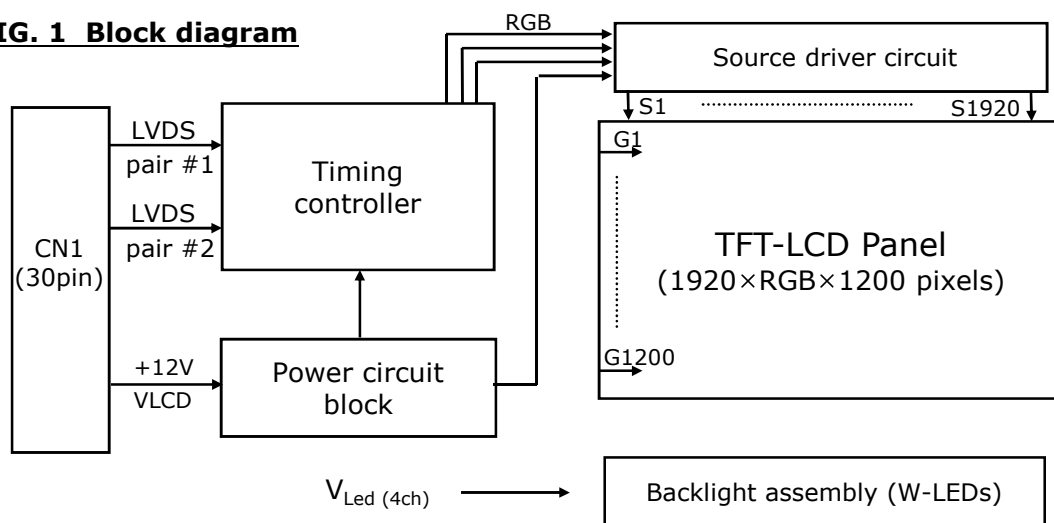 IG. 1 Block diagram
RGB
Source driver circuit
S1
S1920
LVDS
pair #1
LVDS
pair #2
CN1
(30pin)
Timing
controller
G1
TFT-LCD Panel
(1920×RGB×1200 pixels)
G1200
+12V
VLCD
Power circuit
block
VLed (4ch)
Backlight assembly (W-LEDs)